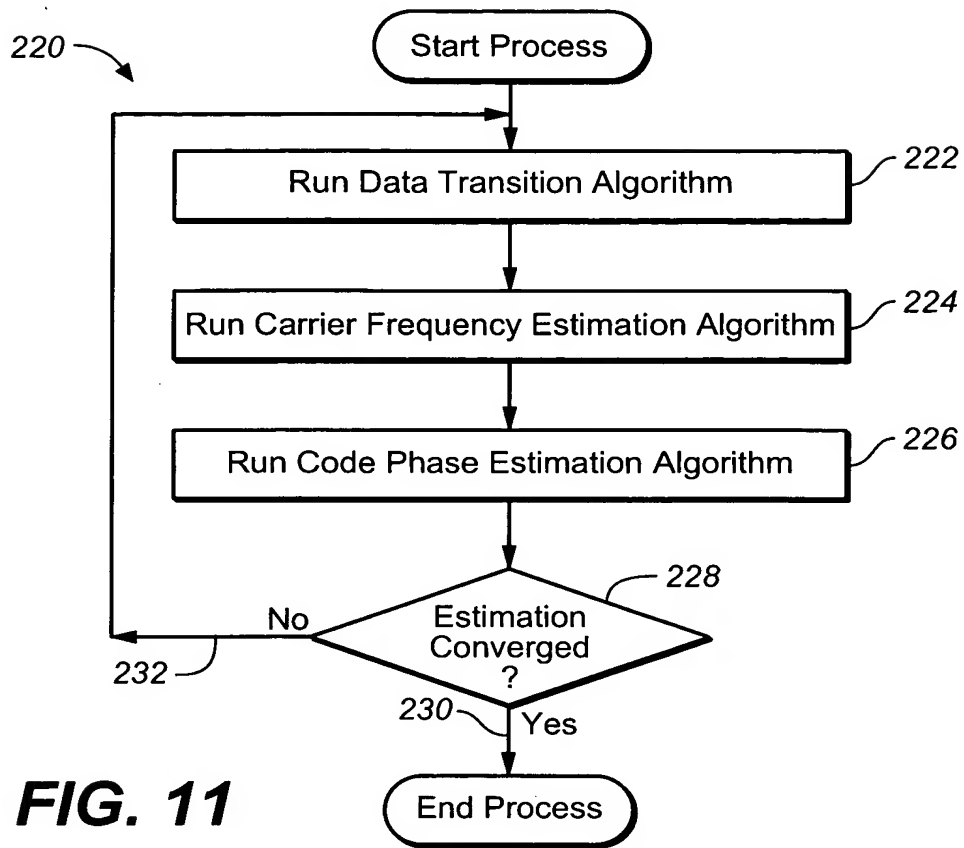 220
Start Process
Run Data Transition Algorithm
222
Run Carrier Frequency Estimation Algorithm
224
Run Code Phase Estimation Algorithm
226
228
Estimation
Converged
?
No
232
230
Yes
End Process
FIG. 11